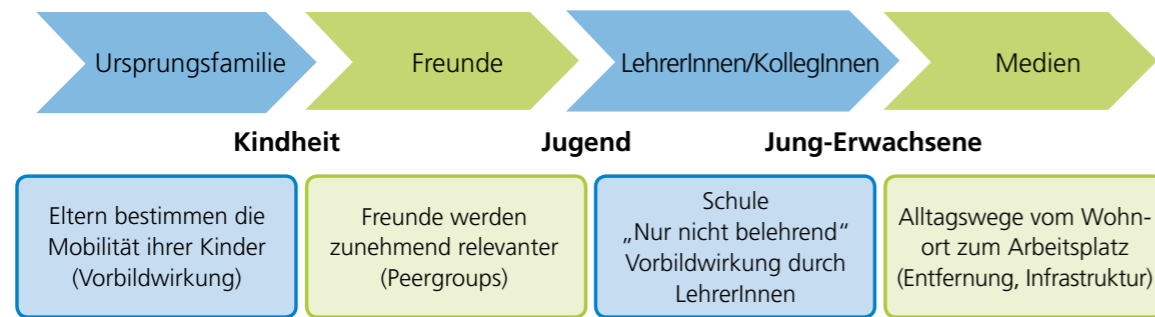 Ursprungsfamilie
Freunde
LehrerInnen/KollegInnen
Medien
Kindheit
Jugend
Jung-Erwachsene
Eltern bestimmen die
Mobilität ihrer Kinder
(Vorbildwirkung)
Freunde werden
zunehmend relevanter
(Peergroups)
Schule
„Nur nicht belehrend“
Vorbildwirkung durch
LehrerInnen
Alltagswege vom Wohn-
ort zum Arbeitsplatz
(Entfernung, Infrastruktur)